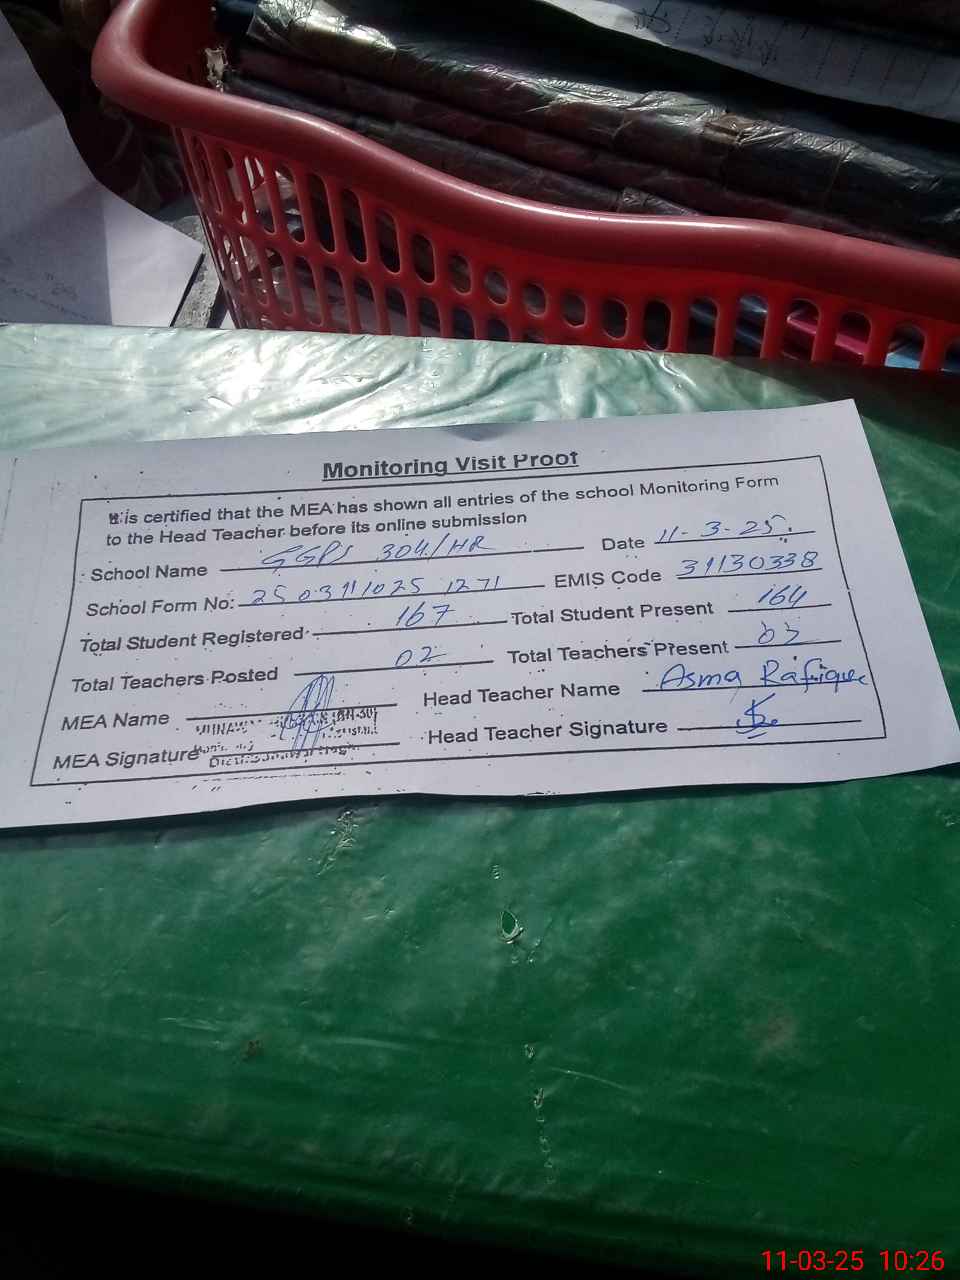 Monitoring Visit Proof
It is certified that the MEA has shown all entries of the school Monitoring Form
to the Head Teacher before its online submission
School Name GGPS 304/HR Date 11-3-25
School Form No: 25031110251271 EMIS Code 31130338
Total Student Registered 167 Total Student Present 164
Total Teachers Posted 02 Total Teachers Present
MEA Name Head Teacher Name Asma Rafique
MEA Signature Head Teacher Signature
11-03-25 10:26